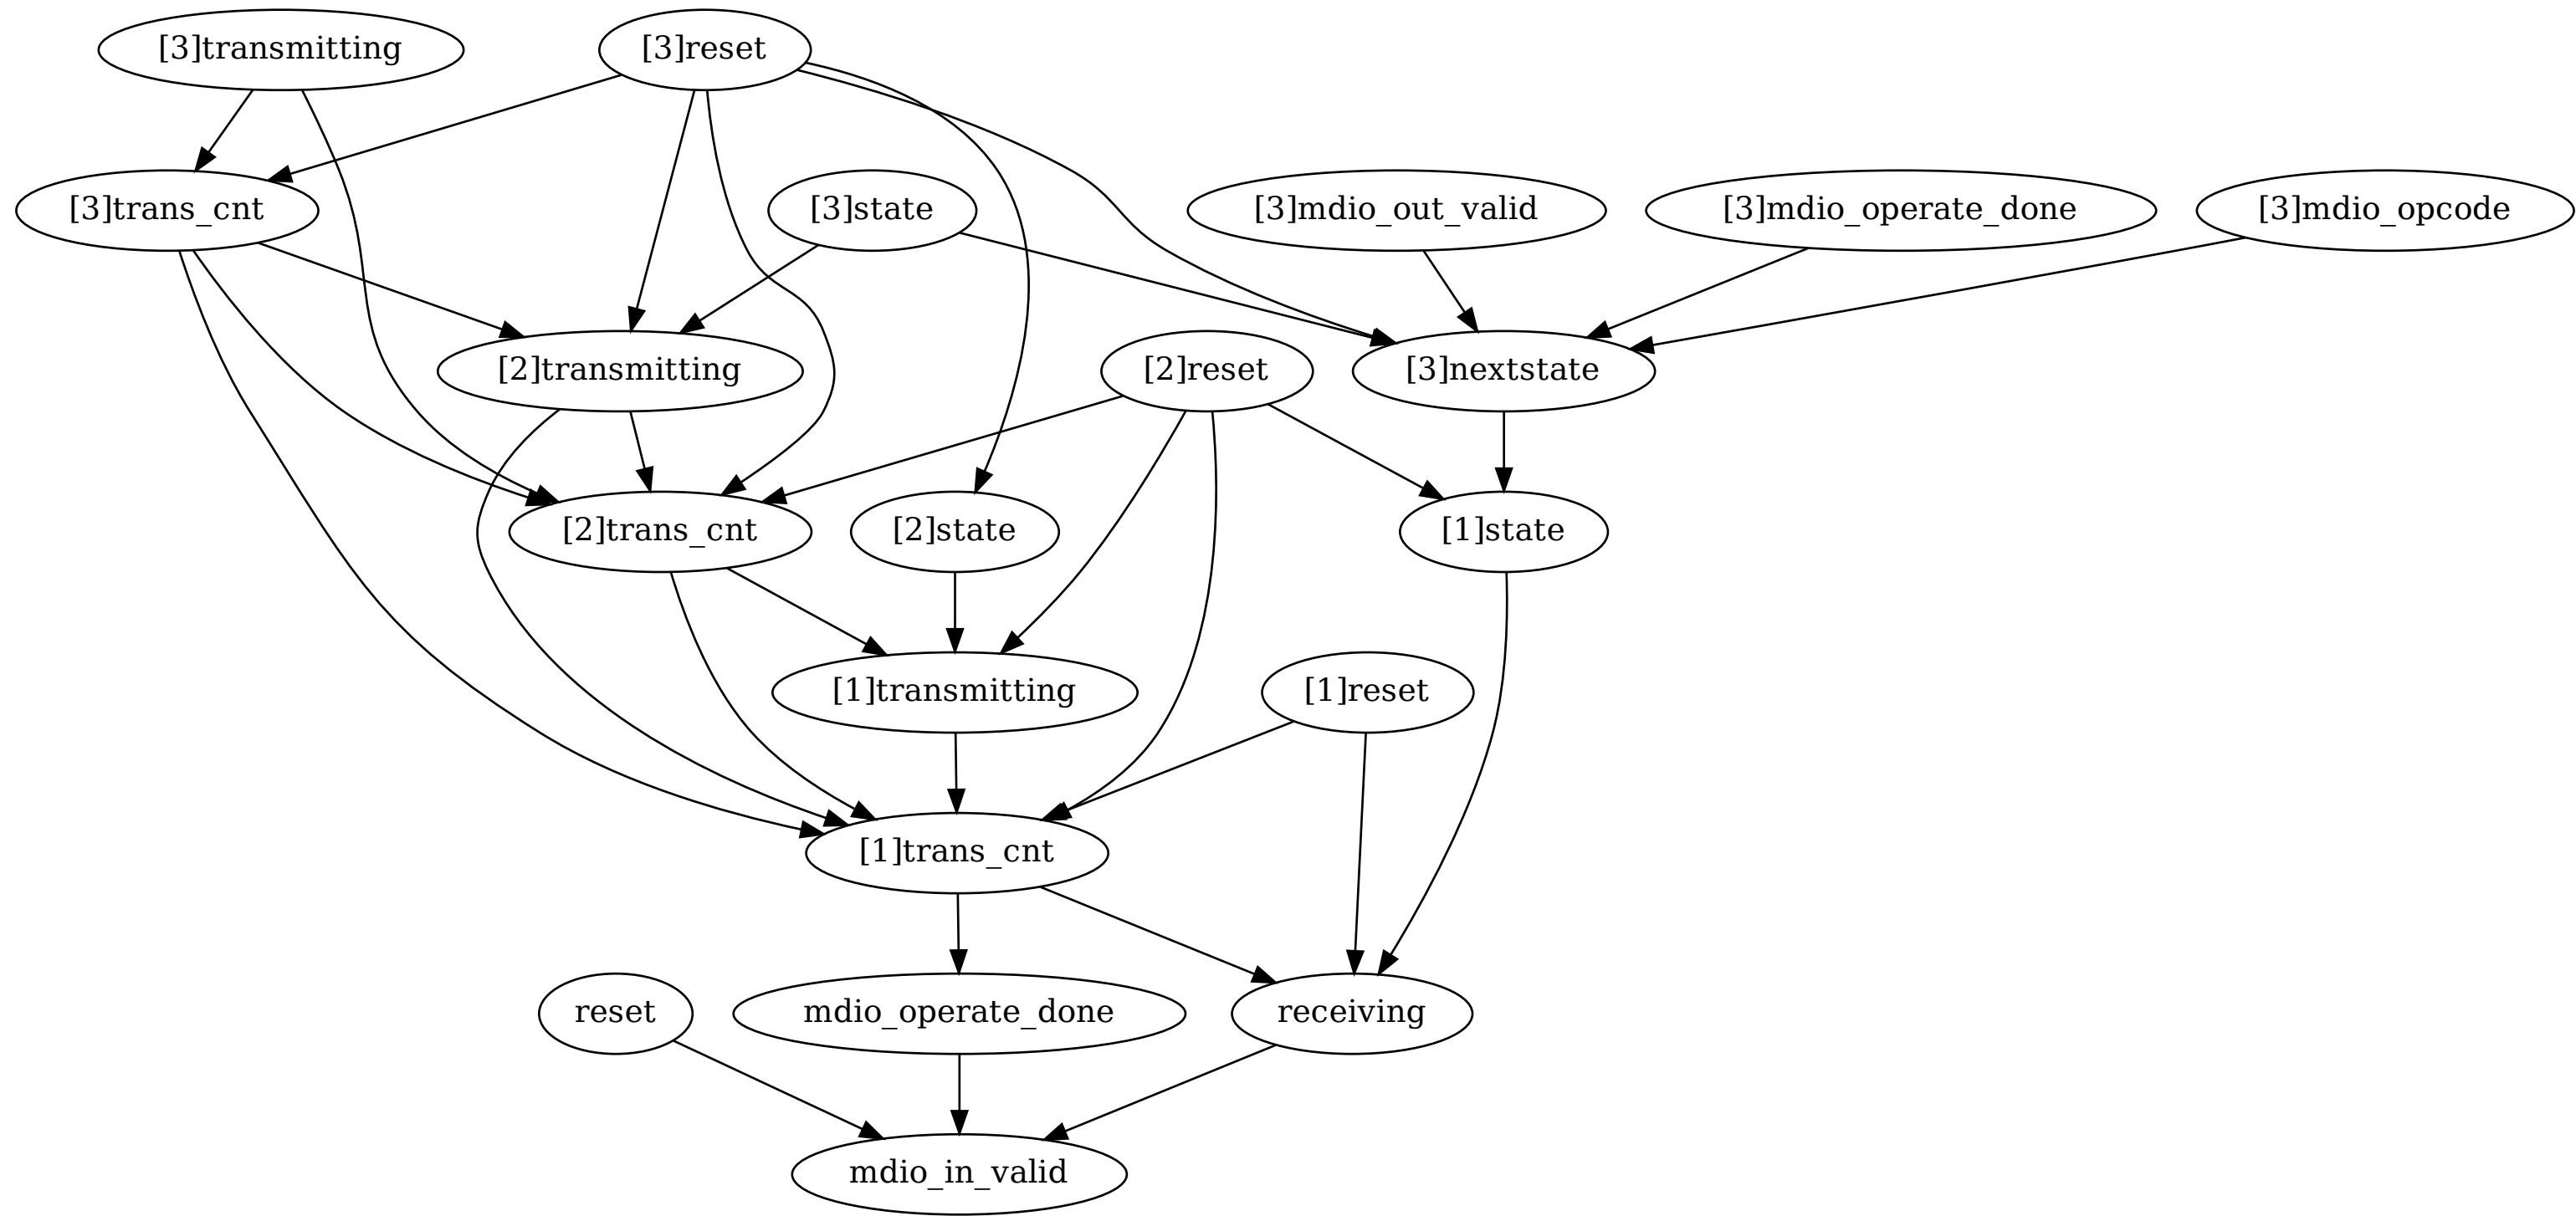 [3]transmitting
[3]reset
[3]trans_cnt
[3]state
[3]mdio_out_valid
[3]mdio_operate_done
[3]mdio_opcode
[2]transmitting
[2]reset
[3]nextstate
[2]trans_cnt
[2]state
[1]state
[1]transmitting
[1]reset
[1]trans_cnt
reset
mdio_operate_done
receiving
mdio_in_valid